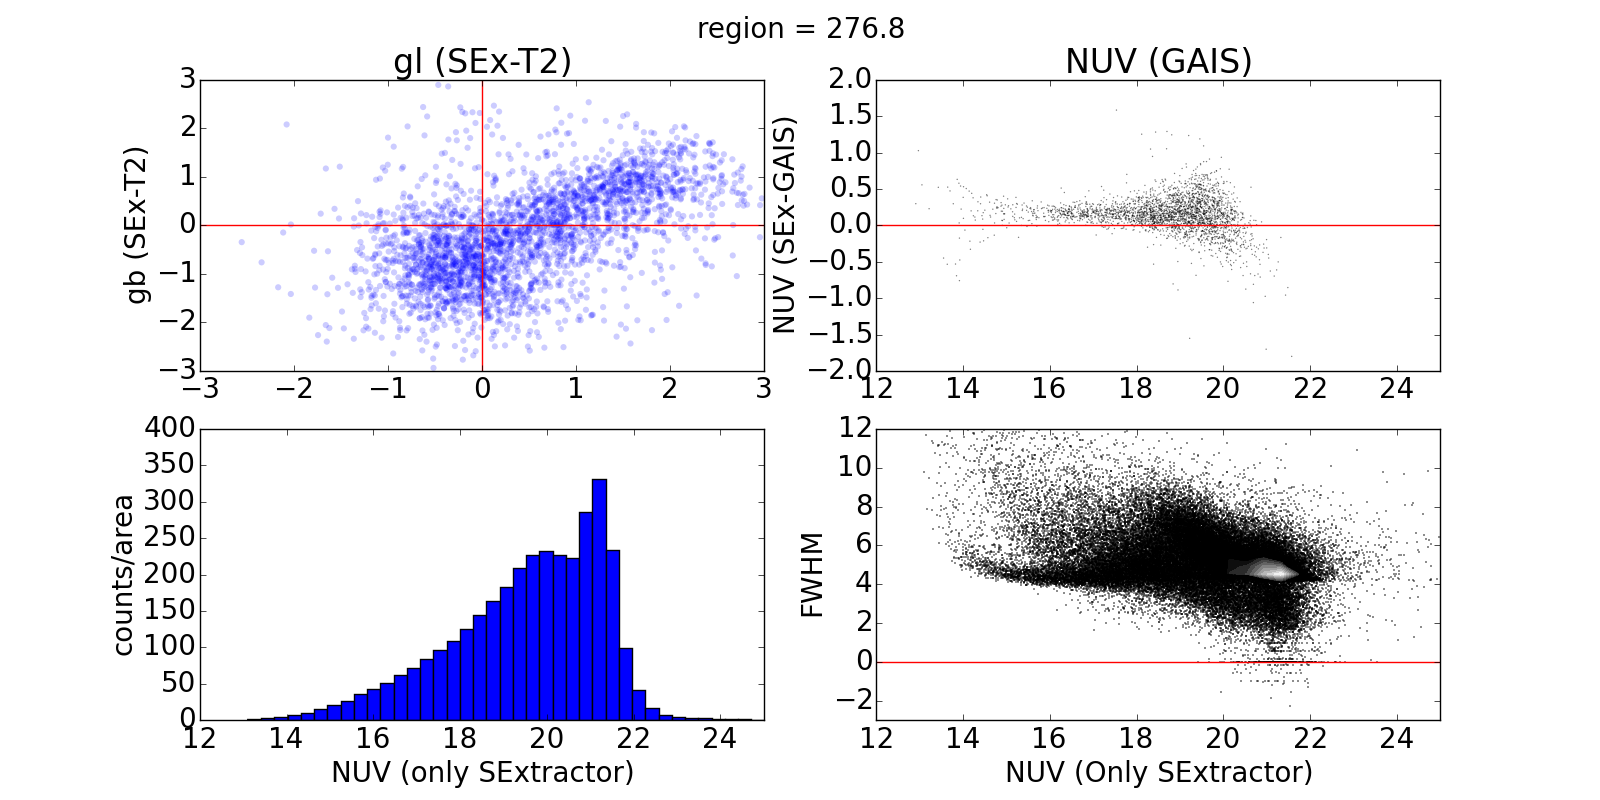 region = 276.8
gl (SEx-T2)
NUV (GAIS)
gb (SEx-T2)
3
2
1
0
−1
−2
−3
−3 −2 −1 0 1 2 3
NUV (SEx-GAIS)
2.0
1.5
1.0
0.5
0.0
−0.5
−1.0
−1.5
−2.0
12 14 16 18 20 22 24
counts/area
400
350
300
250
200
150
100
50
0
12 14 16 18 20 22 24
NUV (only SExtractor)
FWHM
12
10
8
6
4
2
0
−2
12 14 16 18 20 22 24
NUV (Only SExtractor)